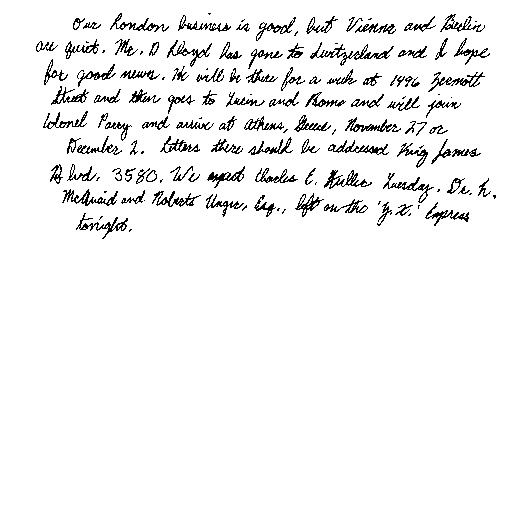 Our London business is good, but Vienna and Berlin
are quiet. Mr. D Lloyd has gone to Switzerland and I hope
for good news. He will be there for a week at 1496 Zermott
Street and then goes to Turin and Rome and will join
Colonel Parry and arrive at Athens, Greece, November 27 or
December 2. Letters there should be addressed King James
Blvd. 3580. We expect Charles E. Fuller Tuesday. Dr. L.
McQuaid and Roberts Unger, Esq., left on the 'Y.X.' Express
tonight.